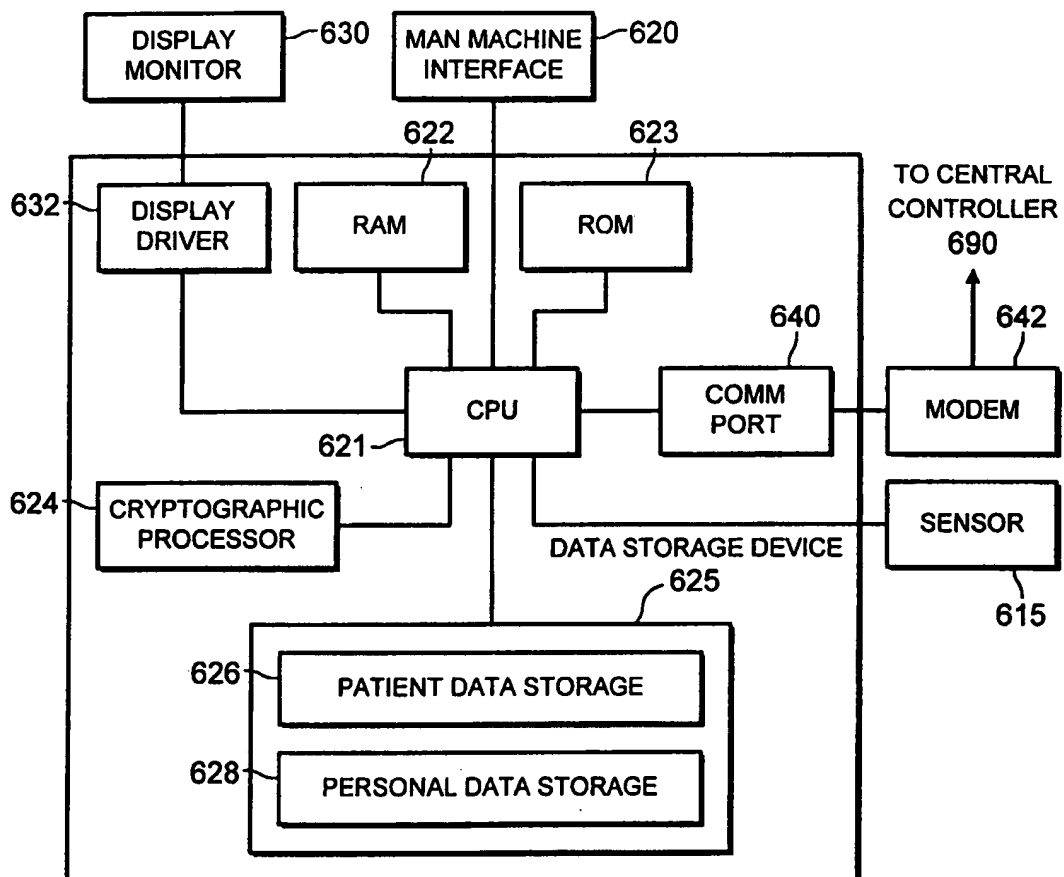 DISPLAY
MONITOR
630
MAN MACHINE
INTERFACE
620
622
623
632
DISPLAY
DRIVER
RAM
ROM
TO CENTRAL
CONTROLLER
690
640
642
CPU
621
COMM
PORT
MODEM
624
CRYPTOGRAPHIC
PROCESSOR
SENSOR
615
DATA STORAGE DEVICE
625
626
PATIENT DATA STORAGE
628
PERSONAL DATA STORAGE